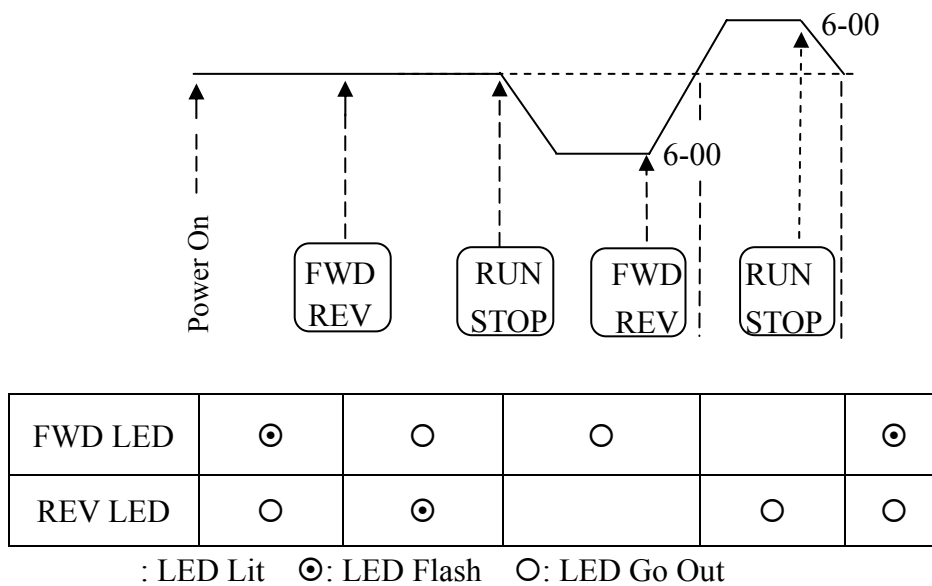 6-00
6-00
Power On
FWD
REV
RUN
STOP
FWD
REV
RUN
STOP
FWD LED ⊙ ○ ○ ⊙
REV LED ○ ⊙ ○ ○
: LED Lit ⊙: LED Flash ○: LED Go Out